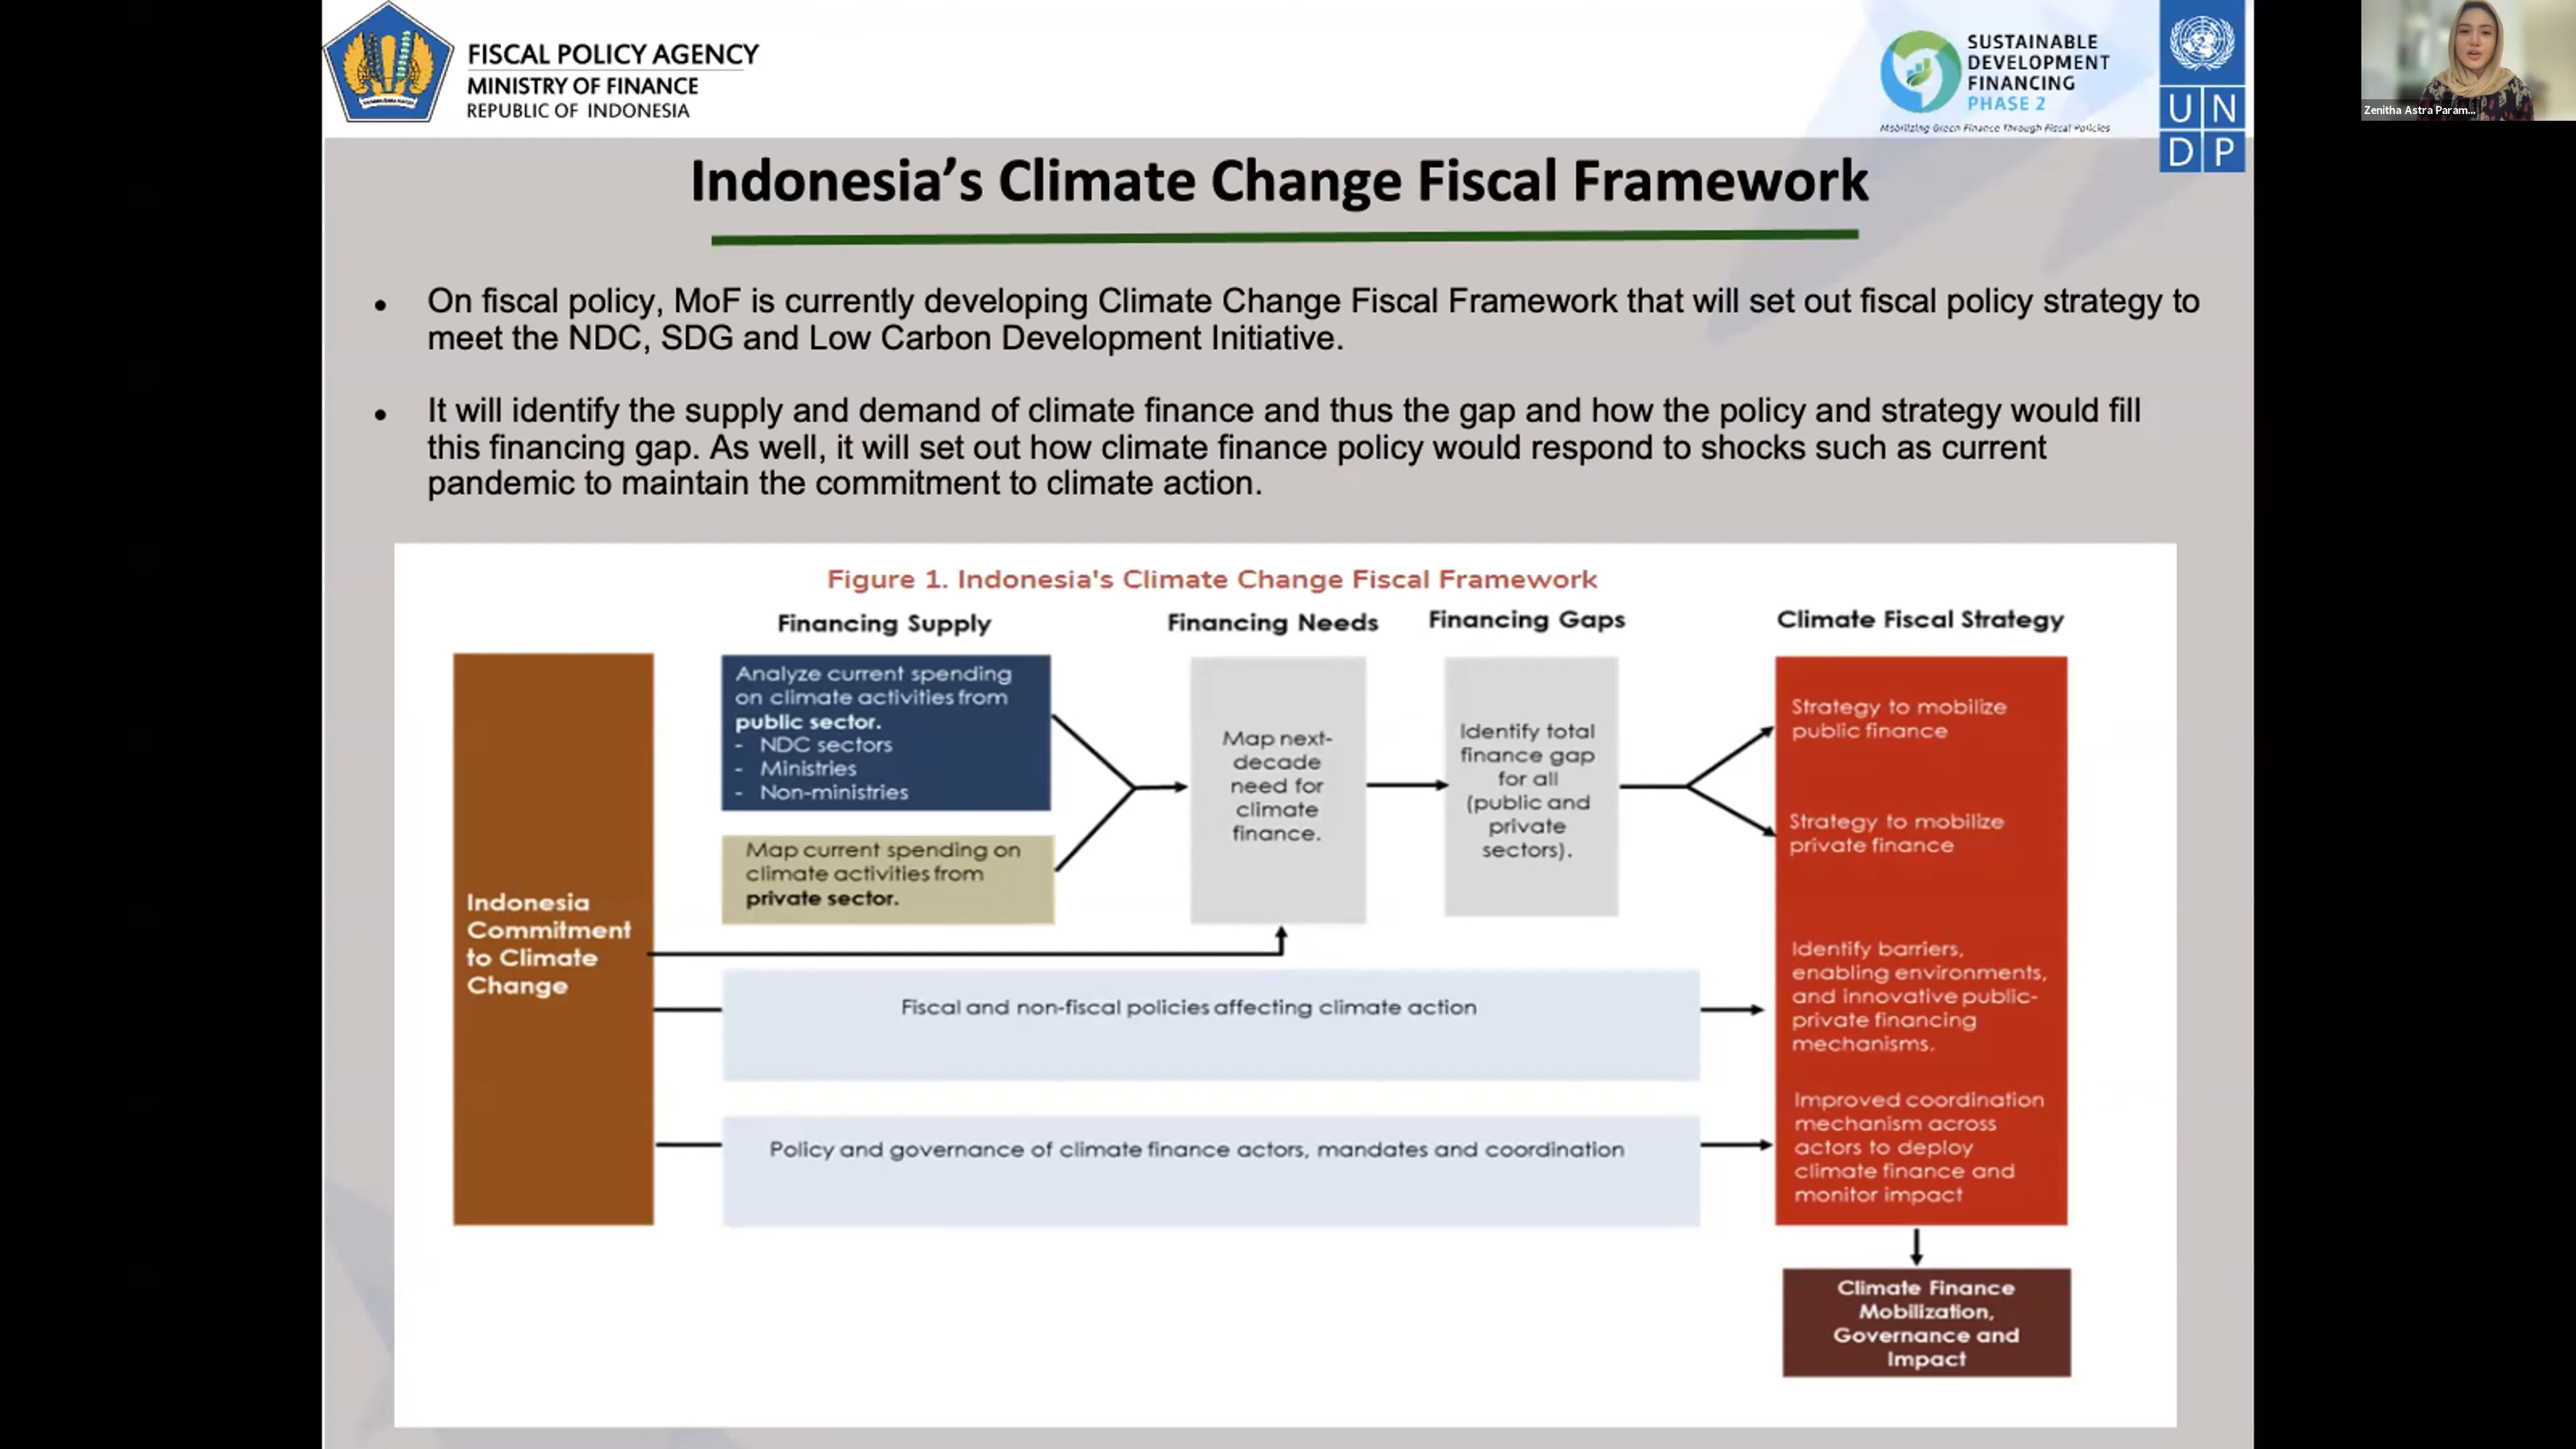 FISCAL POLICY AGENCY
MINISTRY OF FINANCE
REPUBLIC OF INDONESIA
SUSTAINABLE
DEVELOPMENT
FINANCING
PHASE 2
Mobilizing Green Finance Through Fiscal Policies
U N
D P
Zenitha Astra Param...
Indonesia’s Climate Change Fiscal Framework
• On fiscal policy, MoF is currently developing Climate Change Fiscal Framework that will set out fiscal policy strategy to
meet the NDC, SDG and Low Carbon Development Initiative.
• It will identify the supply and demand of climate finance and thus the gap and how the policy and strategy would fill
this financing gap. As well, it will set out how climate finance policy would respond to shocks such as current
pandemic to maintain the commitment to climate action.
Figure 1. Indonesia's Climate Change Fiscal Framework
Indonesia
Commitment
to Climate
Change
Financing Supply
Analyze current spending
on climate activities from
public sector.
- NDC sectors
- Ministries
- Non-ministries
Map current spending on
climate activities from
private sector.
Financing Needs
Map next-
decade
need for
climate
finance.
Financing Gaps
Identify total
finance gap
for all
(public and
private
sectors).
Fiscal and non-fiscal policies affecting climate action
Policy and governance of climate finance actors, mandates and coordination
Climate Fiscal Strategy
Strategy to mobilize
public finance
Strategy to mobilize
private finance
Identify barriers,
enabling environments,
and innovative public-
private financing
mechanisms.
Improved coordination
mechanism across
actors to deploy
climate finance and
monitor impact
Climate Finance
Mobilization,
Governance and
Impact